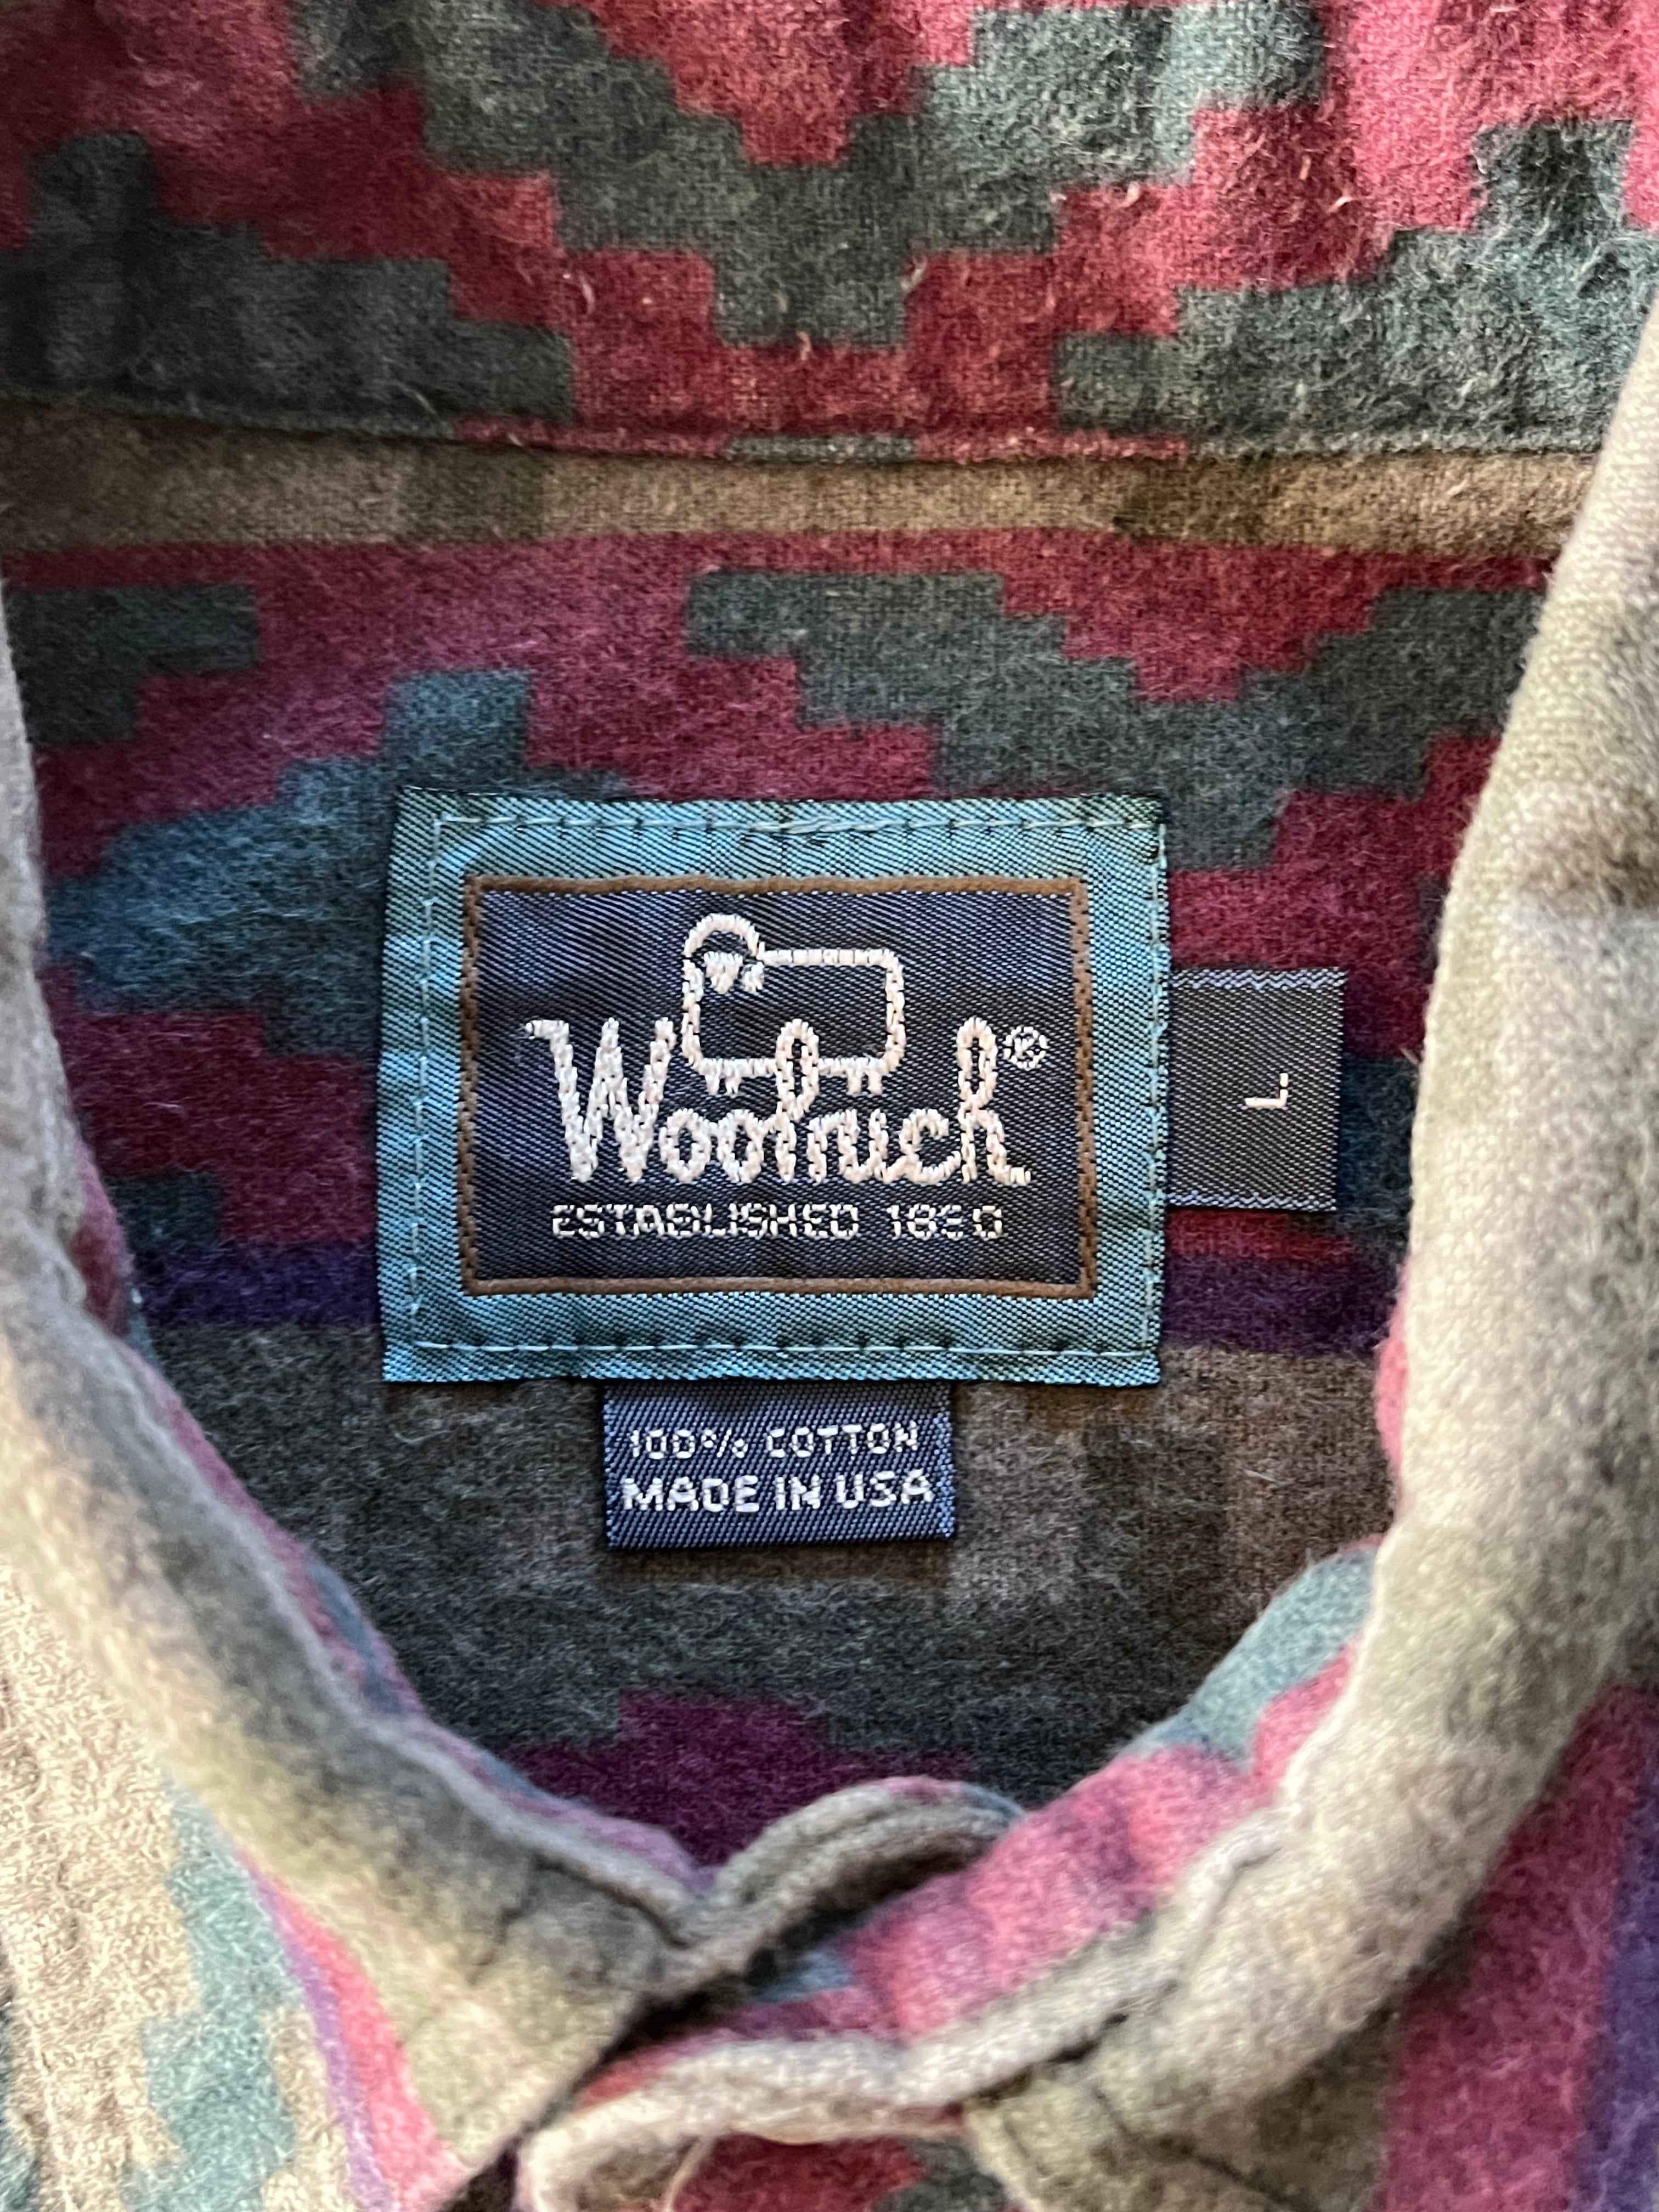 Woolrich®
ESTABLISHED 1830
L
100% COTTON
MADE IN USA